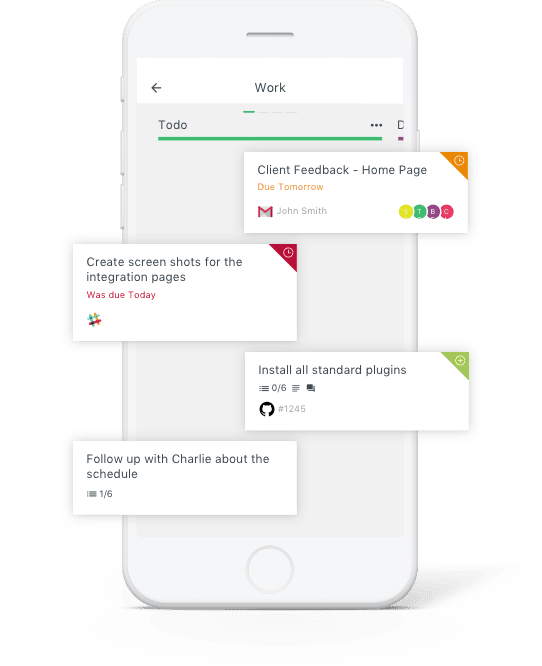 Work
Todo
D
Client Feedback - Home Page
Due Tomorrow
John Smith
T B C
Create screen shots for the
integration pages
Was due Today
Install all standard plugins
0/6
#1245
Follow up with Charlie about the
schedule
1/6